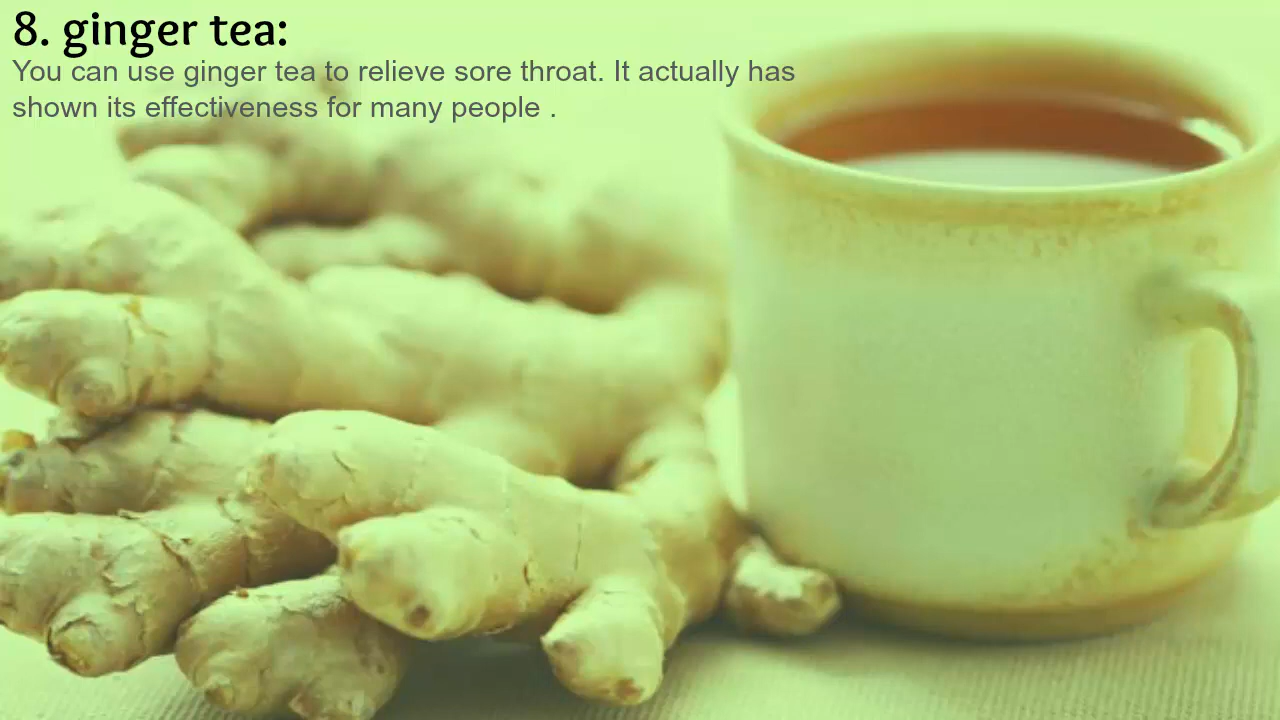 8. ginger tea:
You can use ginger tea to relieve sore throat. It actually has
shown its effectiveness for many people .